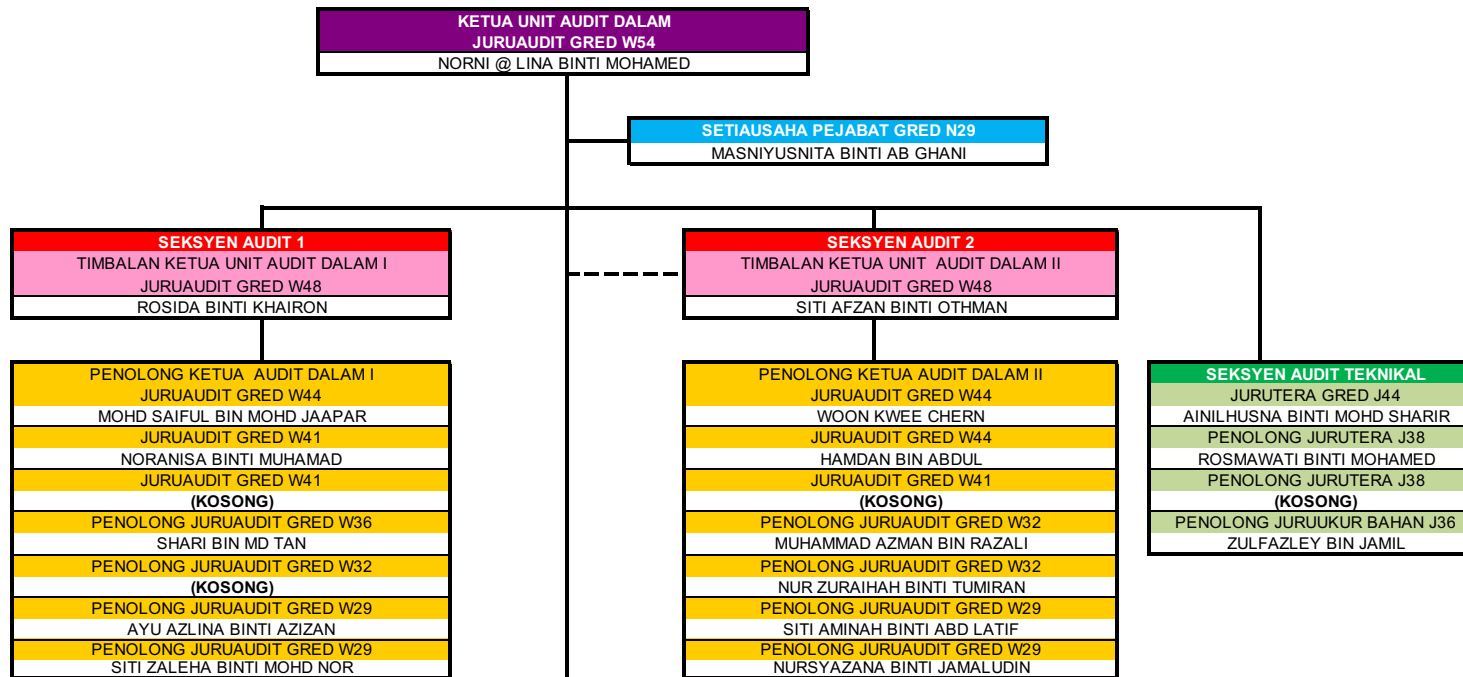 KETUA UNIT AUDIT DALAM
JURUAUDIT GRED W54
NORNI @ LINA BINTI MOHAMED
SETIAUSAHA PEJABAT GRED N29
MASNIYUSNITA BINTI AB GHANI
SEKSYEN AUDIT 1
TIMBALAN KETUA UNIT AUDIT DALAM I
JURUAUDIT GRED W48
ROSIDA BINTI KHAIRON
PENOLONG KETUA AUDIT DALAM I
JURUAUDIT GRED W44
MOHD SAIFUL BIN MOHD JAAPAR
JURUAUDIT GRED W41
NORANISA BINTI MUHAMAD
JURUAUDIT GRED W41
(KOSONG)
PENOLONG JURUAUDIT GRED W36
SHARI BIN MD TAN
PENOLONG JURUAUDIT GRED W32
(KOSONG)
PENOLONG JURUAUDIT GRED W29
AYU AZLINA BINTI AZIZAN
PENOLONG JURUAUDIT GRED W29
SITI ZALEHA BINTI MOHD NOR
SEKSYEN AUDIT 2
TIMBALAN KETUA UNIT AUDIT DALAM II
JURUAUDIT GRED W48
SITI AFZAN BINTI OTHMAN
PENOLONG KETUA AUDIT DALAM II
JURUAUDIT GRED W44
WOON KWEE CHERN
JURUAUDIT GRED W44
HAMDAN BIN ABDUL
JURUAUDIT GRED W41
(KOSONG)
PENOLONG JURUAUDIT GRED W32
MUHAMMAD AZMAN BIN RAZALI
PENOLONG JURUAUDIT GRED W32
NUR ZURAIHAH BINTI TUMIRAN
PENOLONG JURUAUDIT GRED W29
SITI AMINAH BINTI ABD LATIF
PENOLONG JURUAUDIT GRED W29
NURSYAZANA BINTI JAMALUDIN
SEKSYEN AUDIT TEKNIKAL
JURUTERA GRED J44
AINILHUSNA BINTI MOHD SHARIR
PENOLONG JURUTERA J38
ROSMAWATI BINTI MOHAMED
PENOLONG JURUTERA J38
(KOSONG)
PENOLONG JURUUKUR BAHAN J36
ZULFAZLEY BIN JAMIL